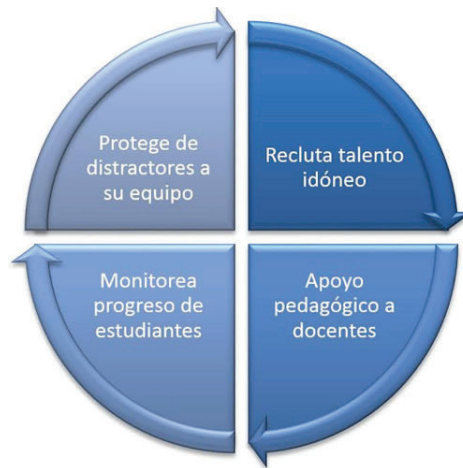 Protege de
distractores a
su equipo
Recluta talento
idóneo
Monitorea
progreso de
estudiantes
Apoyo
pedagógico a
docentes